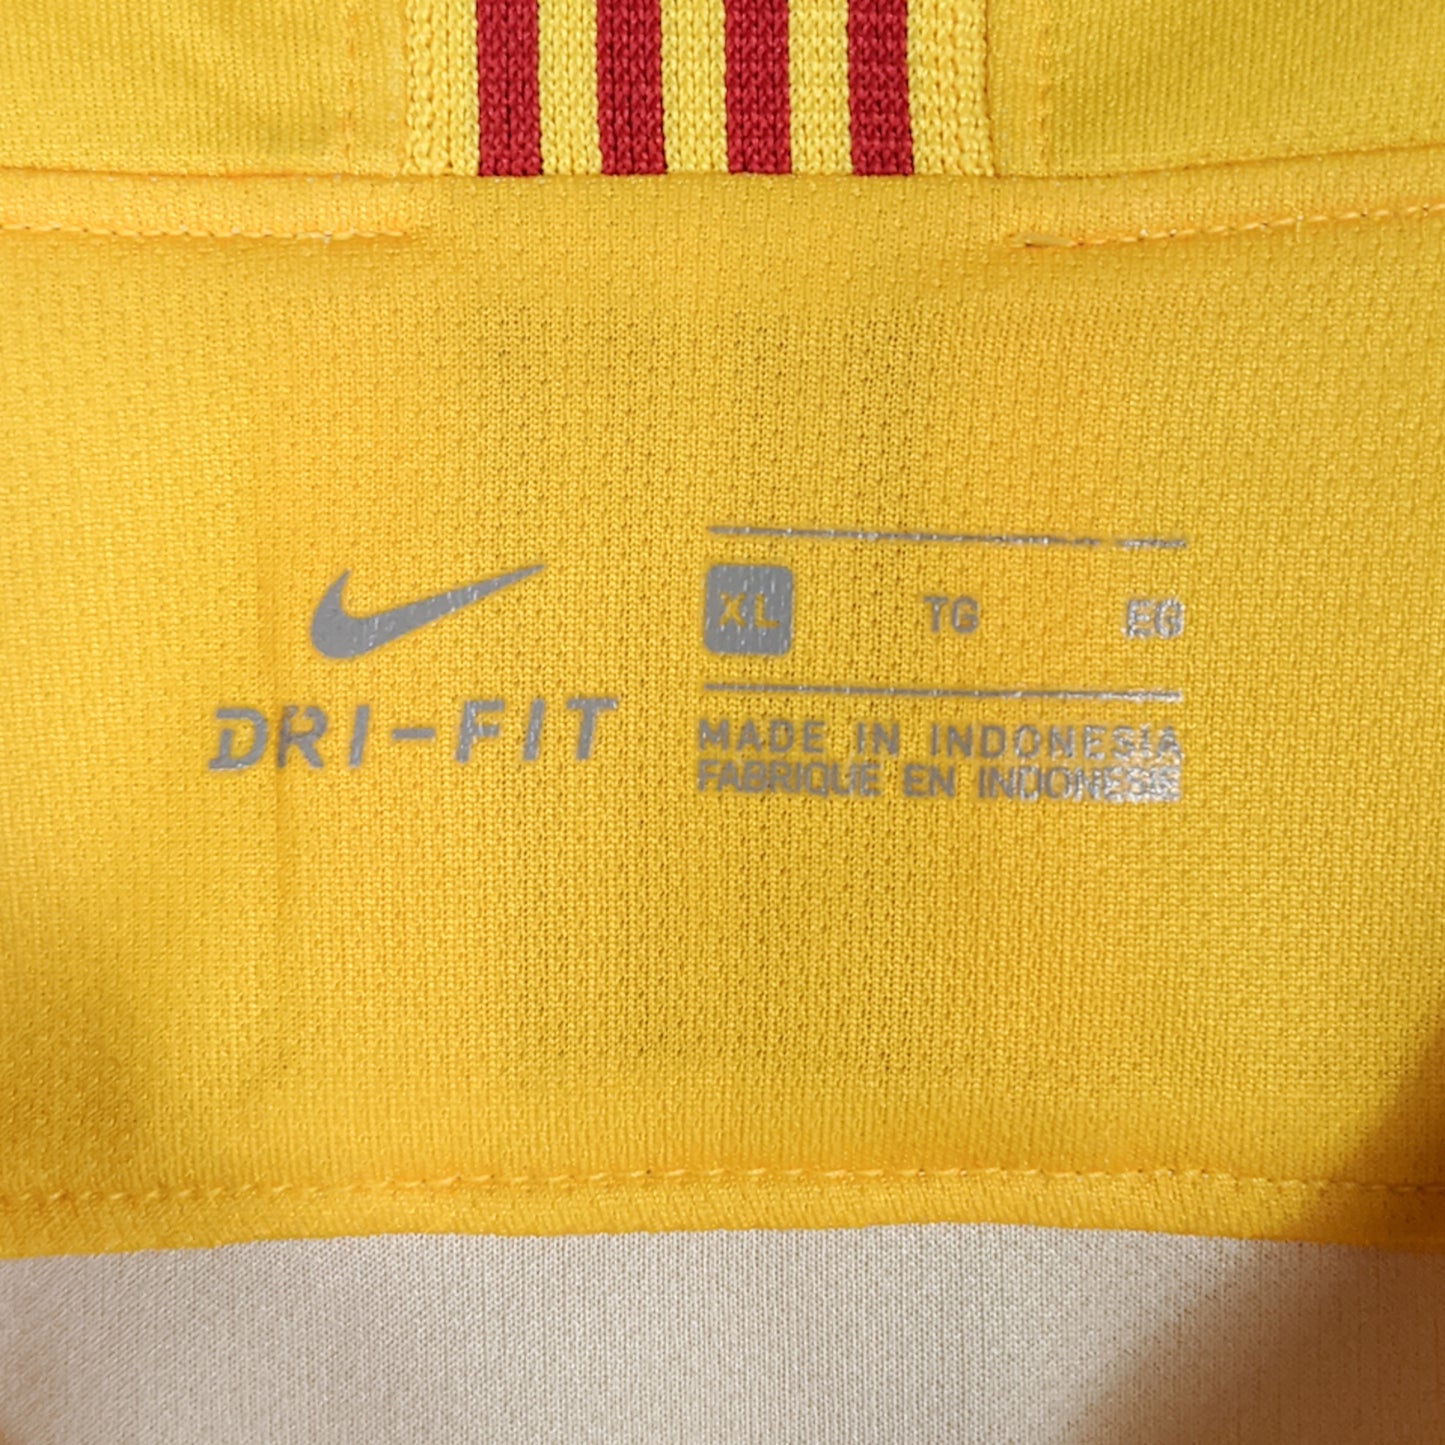 DRI-FIT
XL TG EG
MADE IN INDONESIA
FABRIQUE EN INDONESIE